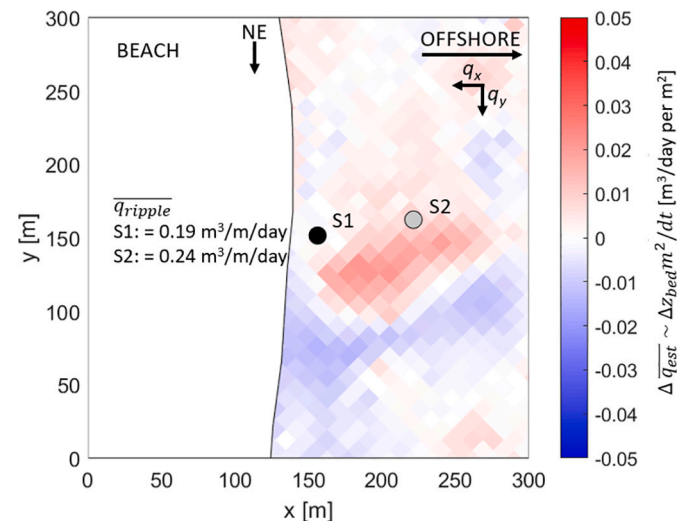 300
250
200
150
100
50
0
y [m]
0
50
100
150
200
250
300
x [m]
BEACH
NE
OFFSHORE
qₓ
q_y
q̅_ripple
S1: = 0.19 m³/m/day
S2: = 0.24 m³/m/day
S1
S2
0.05
0.04
0.03
0.02
0.01
0
-0.01
-0.02
-0.03
-0.04
-0.05
Δ q̅_est ~ Δz_bed m²/dt [m³/day per m²]